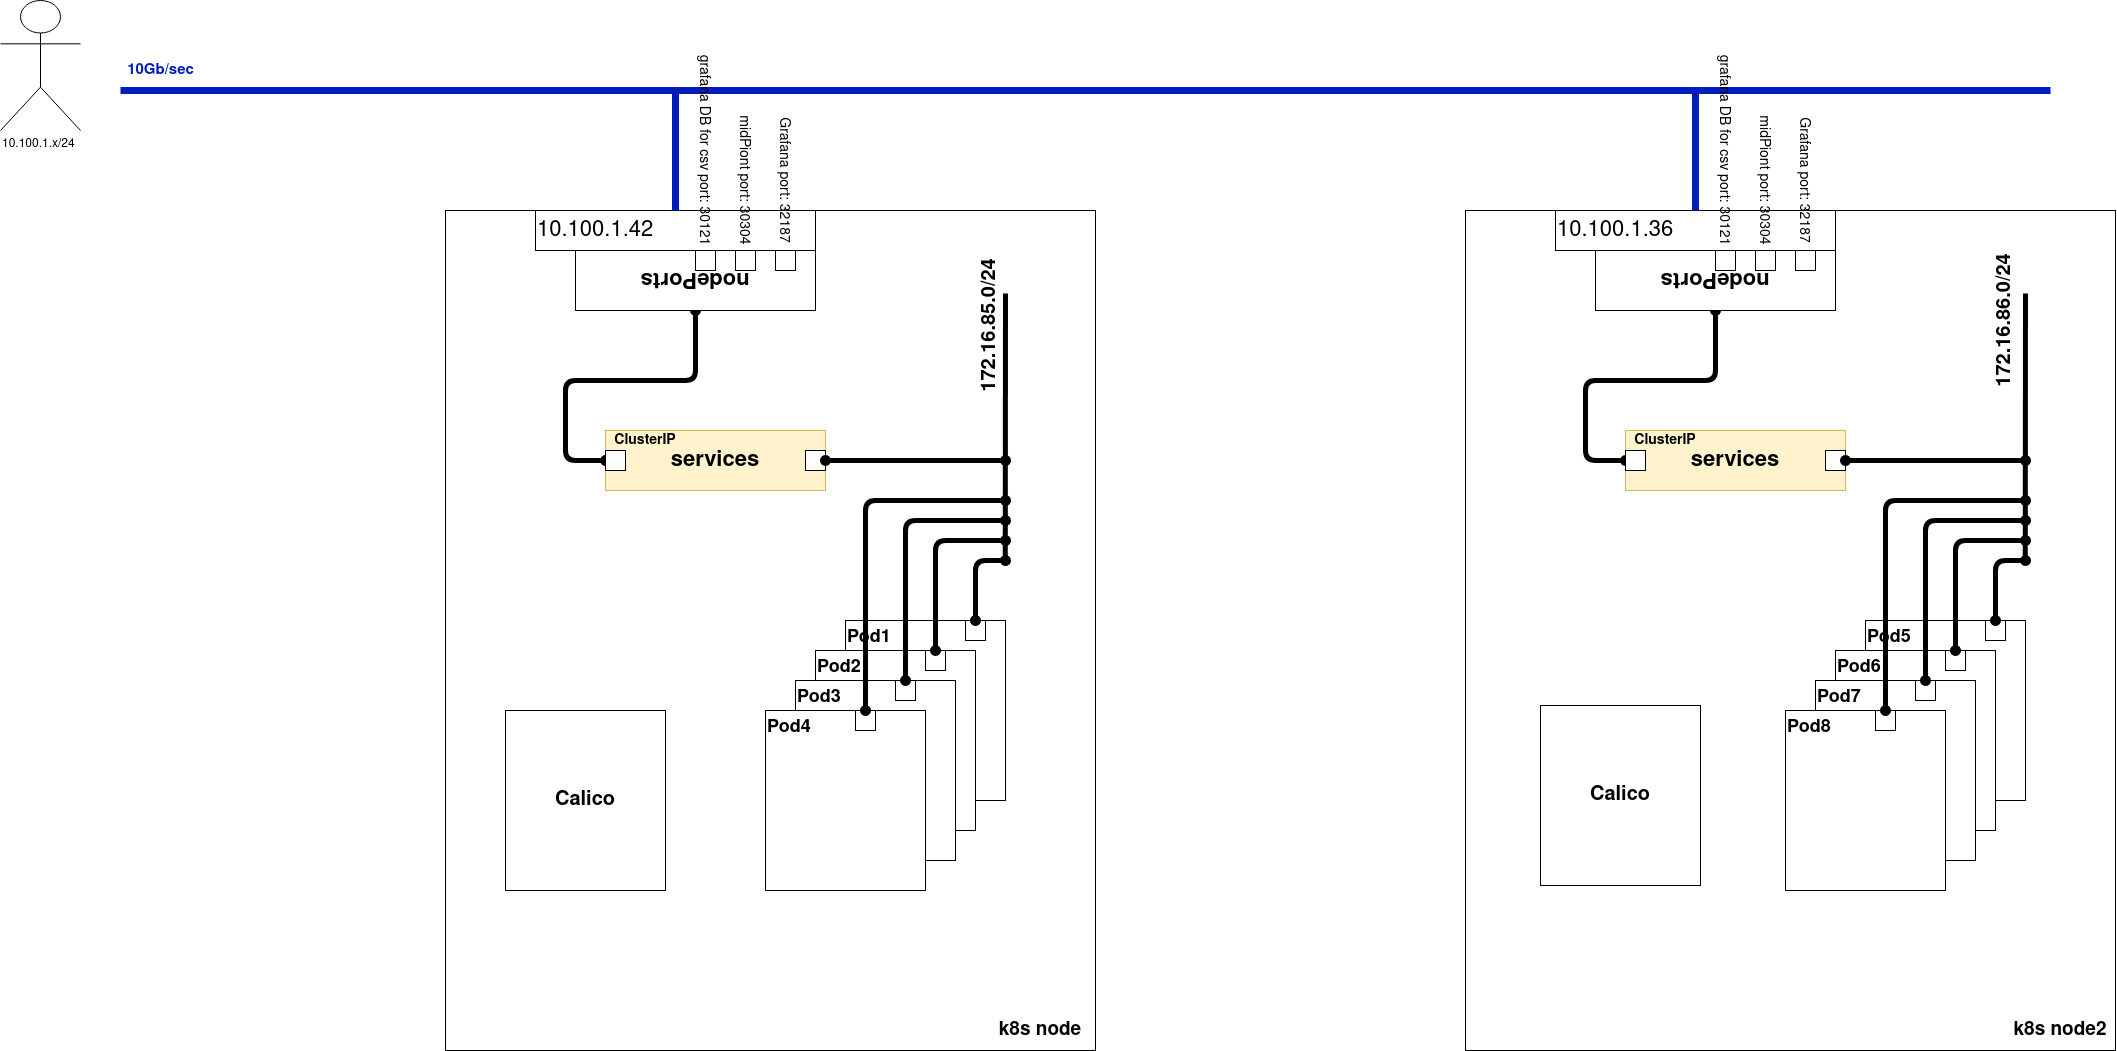 10Gb/sec
10.100.1.x/24
grafana DB for csv port: 30121
midPiont port: 30304
Grafana port: 32187
10.100.1.42
nodePorts
172.16.85.0/24
ClusterIP
services
Pod1
Pod2
Pod3
Pod4
Calico
k8s node
grafana DB for csv port: 30121
midPiont port: 30304
Grafana port: 32187
10.100.1.36
nodePorts
172.16.86.0/24
ClusterIP
services
Pod5
Pod6
Pod7
Pod8
Calico
k8s node2